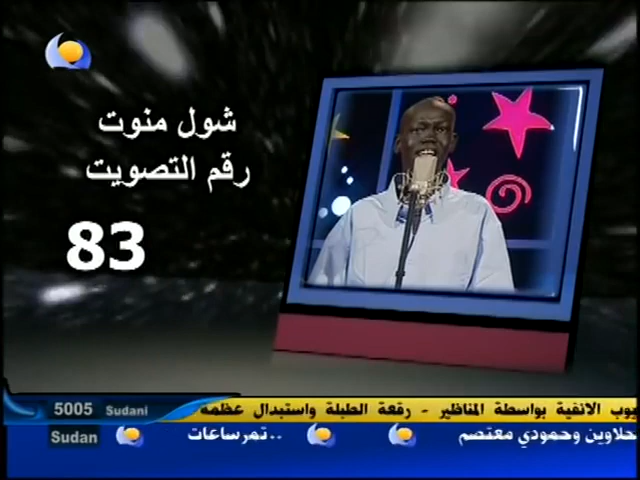 شول منوت
رقم التصويت
83
5005 Sudani
يوب الانفية بواسطة المناظير - رقعة الطبلة واستبدال عظمة
Sudan
حلاوين وحمودي معتصم
..تمرساعات